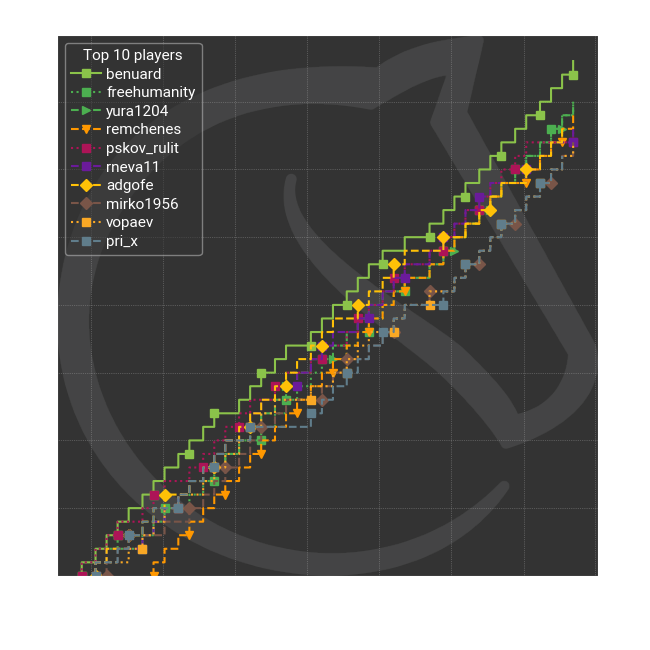 Top 10 players
benuard
freehumanity
yura1204
remchenes
pskov_rulit
rneva11
adgofe
mirko1956
vopaev
pri_x